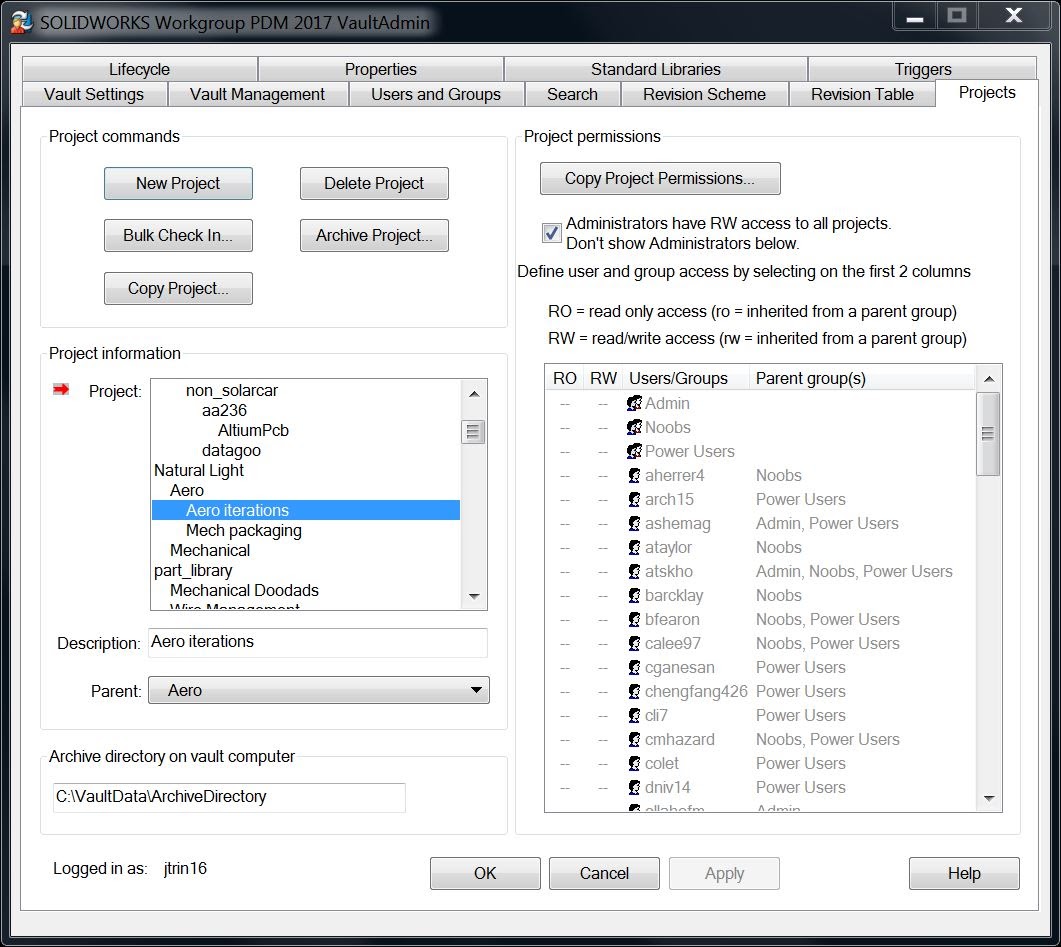 SOLIDWORKS Workgroup PDM 2017 VaultAdmin
Lifecycle Properties Standard Libraries Triggers
Vault Settings Vault Management Users and Groups Search Revision Scheme Revision Table Projects
Project commands
New Project Delete Project
Bulk Check In... Archive Project...
Copy Project...
Project information
Project:
non_solarcar
aa236
AltiumPcb
datagoo
Natural Light
Aero
Aero iterations
Mech packaging
Mechanical
part_library
Mechanical Doodads
Wire Management
Description: Aero iterations
Parent: Aero
Archive directory on vault computer
C:\VaultData\ArchiveDirectory
Project permissions
Copy Project Permissions...
Administrators have RW access to all projects.
Don't show Administrators below.
Define user and group access by selecting on the first 2 columns
RO = read only access (ro = inherited from a parent group)
RW = read/write access (rw = inherited from a parent group)
RO RW Users/Groups Parent group(s)
-- -- Admin
-- -- Noobs
-- -- Power Users
-- -- aherrer4 Noobs
-- -- arch15 Power Users
-- -- ashemag Admin, Power Users
-- -- ataylor Noobs
-- -- atskho Admin, Noobs, Power Users
-- -- barcklay Noobs
-- -- bfearon Noobs, Power Users
-- -- calee97 Noobs, Power Users
-- -- cganesan Power Users
-- -- chengfang426 Power Users
-- -- cli7 Power Users
-- -- cmhazard Noobs, Power Users
-- -- colet Power Users
-- -- dniv14 Power Users
Admin
Logged in as: jtrin16
OK Cancel Apply Help